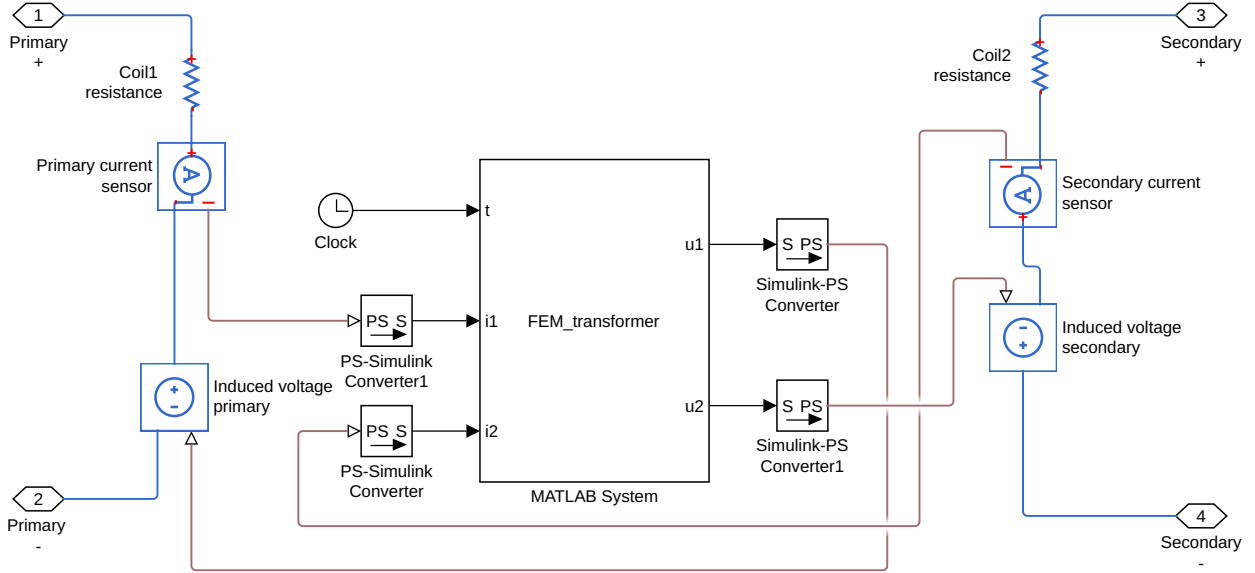 1
Primary
+
Coil1
resistance
Primary current
sensor
A
Induced voltage
primary
2
Primary
-
Clock
PS S
PS-Simulink
Converter1
PS S
PS-Simulink
Converter
t
i1
i2
FEM_transformer
u1
u2
MATLAB System
S PS
Simulink-PS
Converter
S PS
Simulink-PS
Converter1
3
Secondary
+
Coil2
resistance
Secondary current
sensor
A
Induced voltage
secondary
4
Secondary
-